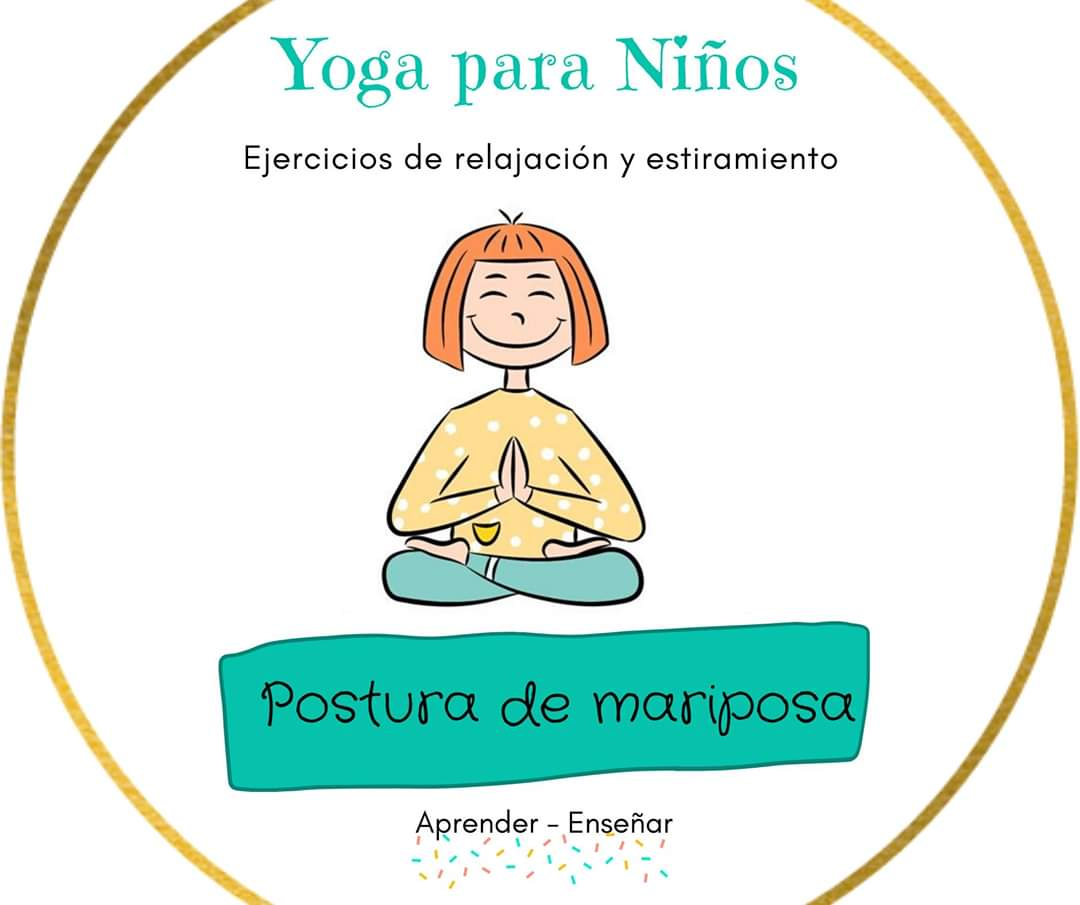 Yoga para Niños
Ejercicios de relajación y estiramiento
Postura de mariposa
Aprender - Enseñar